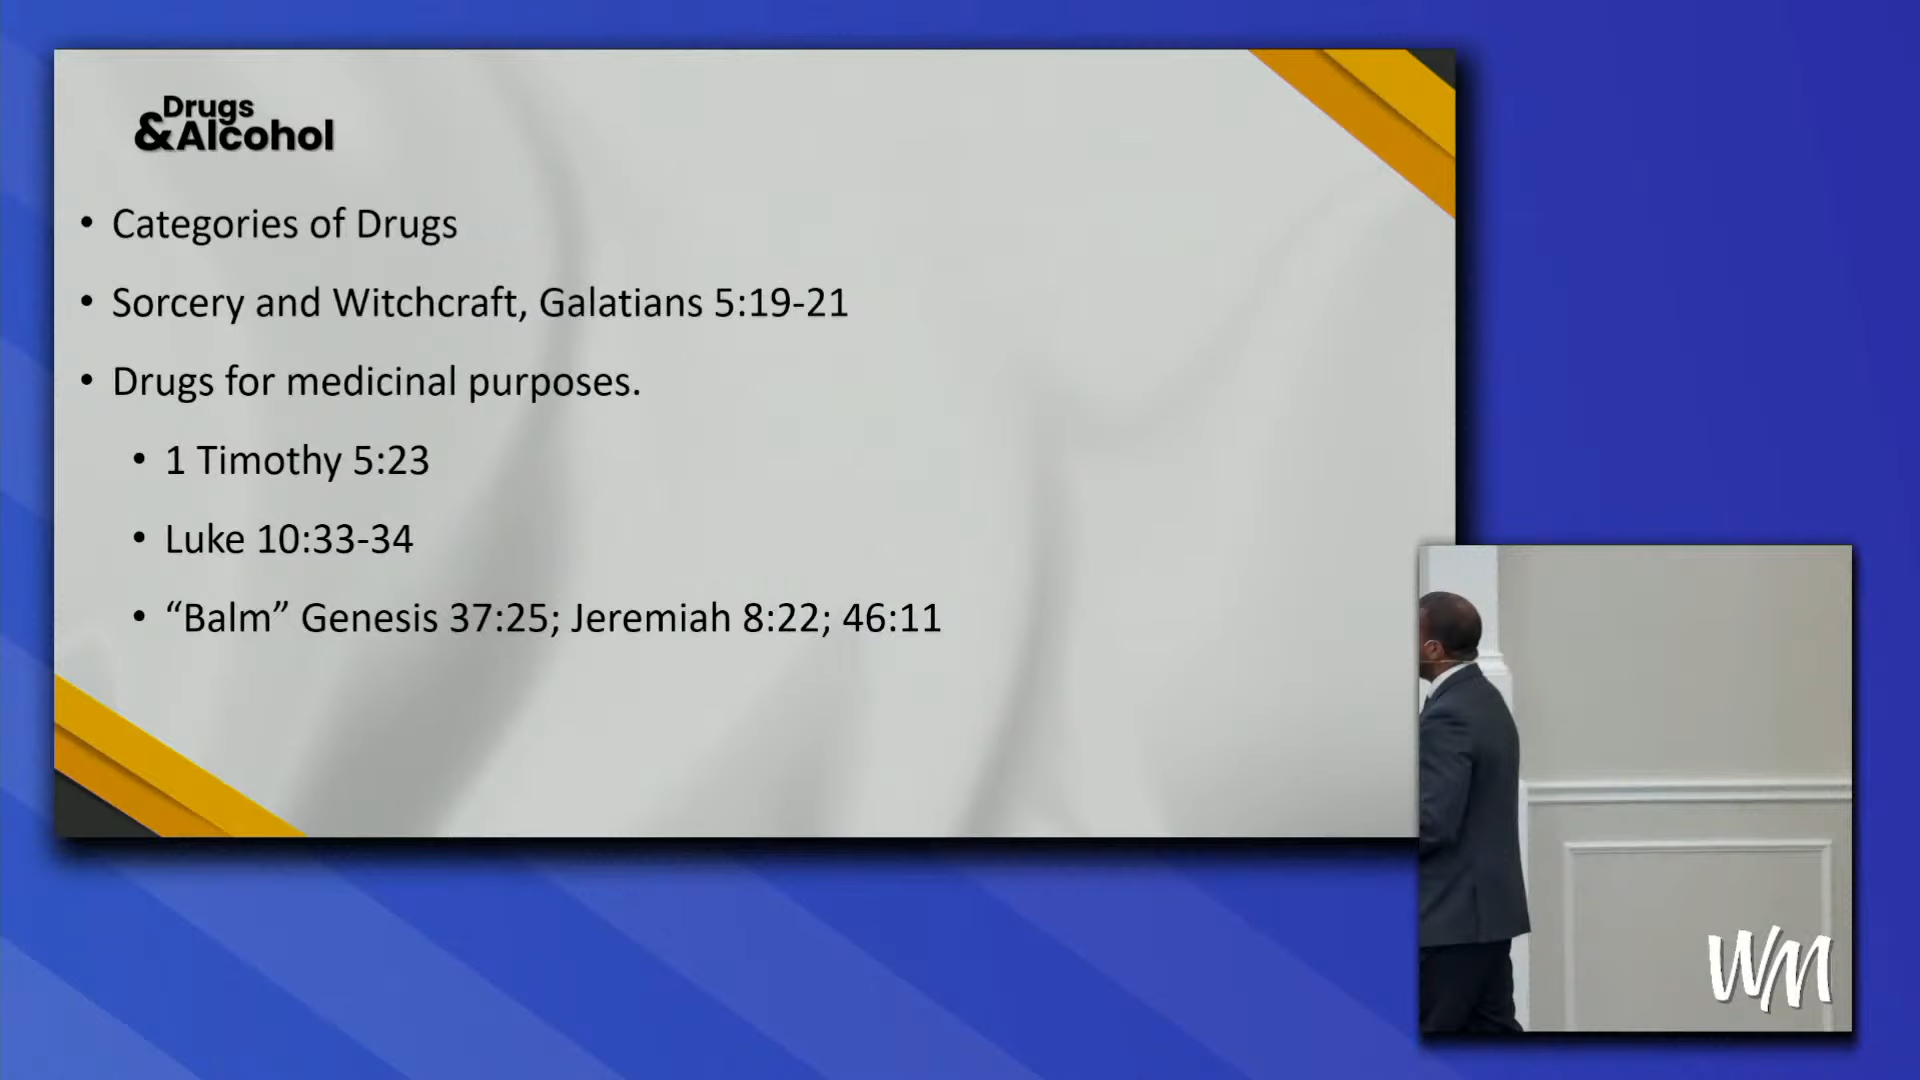 Drugs
&Alcohol
• Categories of Drugs
• Sorcery and Witchcraft, Galatians 5:19-21
• Drugs for medicinal purposes.
• 1 Timothy 5:23
• Luke 10:33-34
• “Balm” Genesis 37:25; Jeremiah 8:22; 46:11
WM